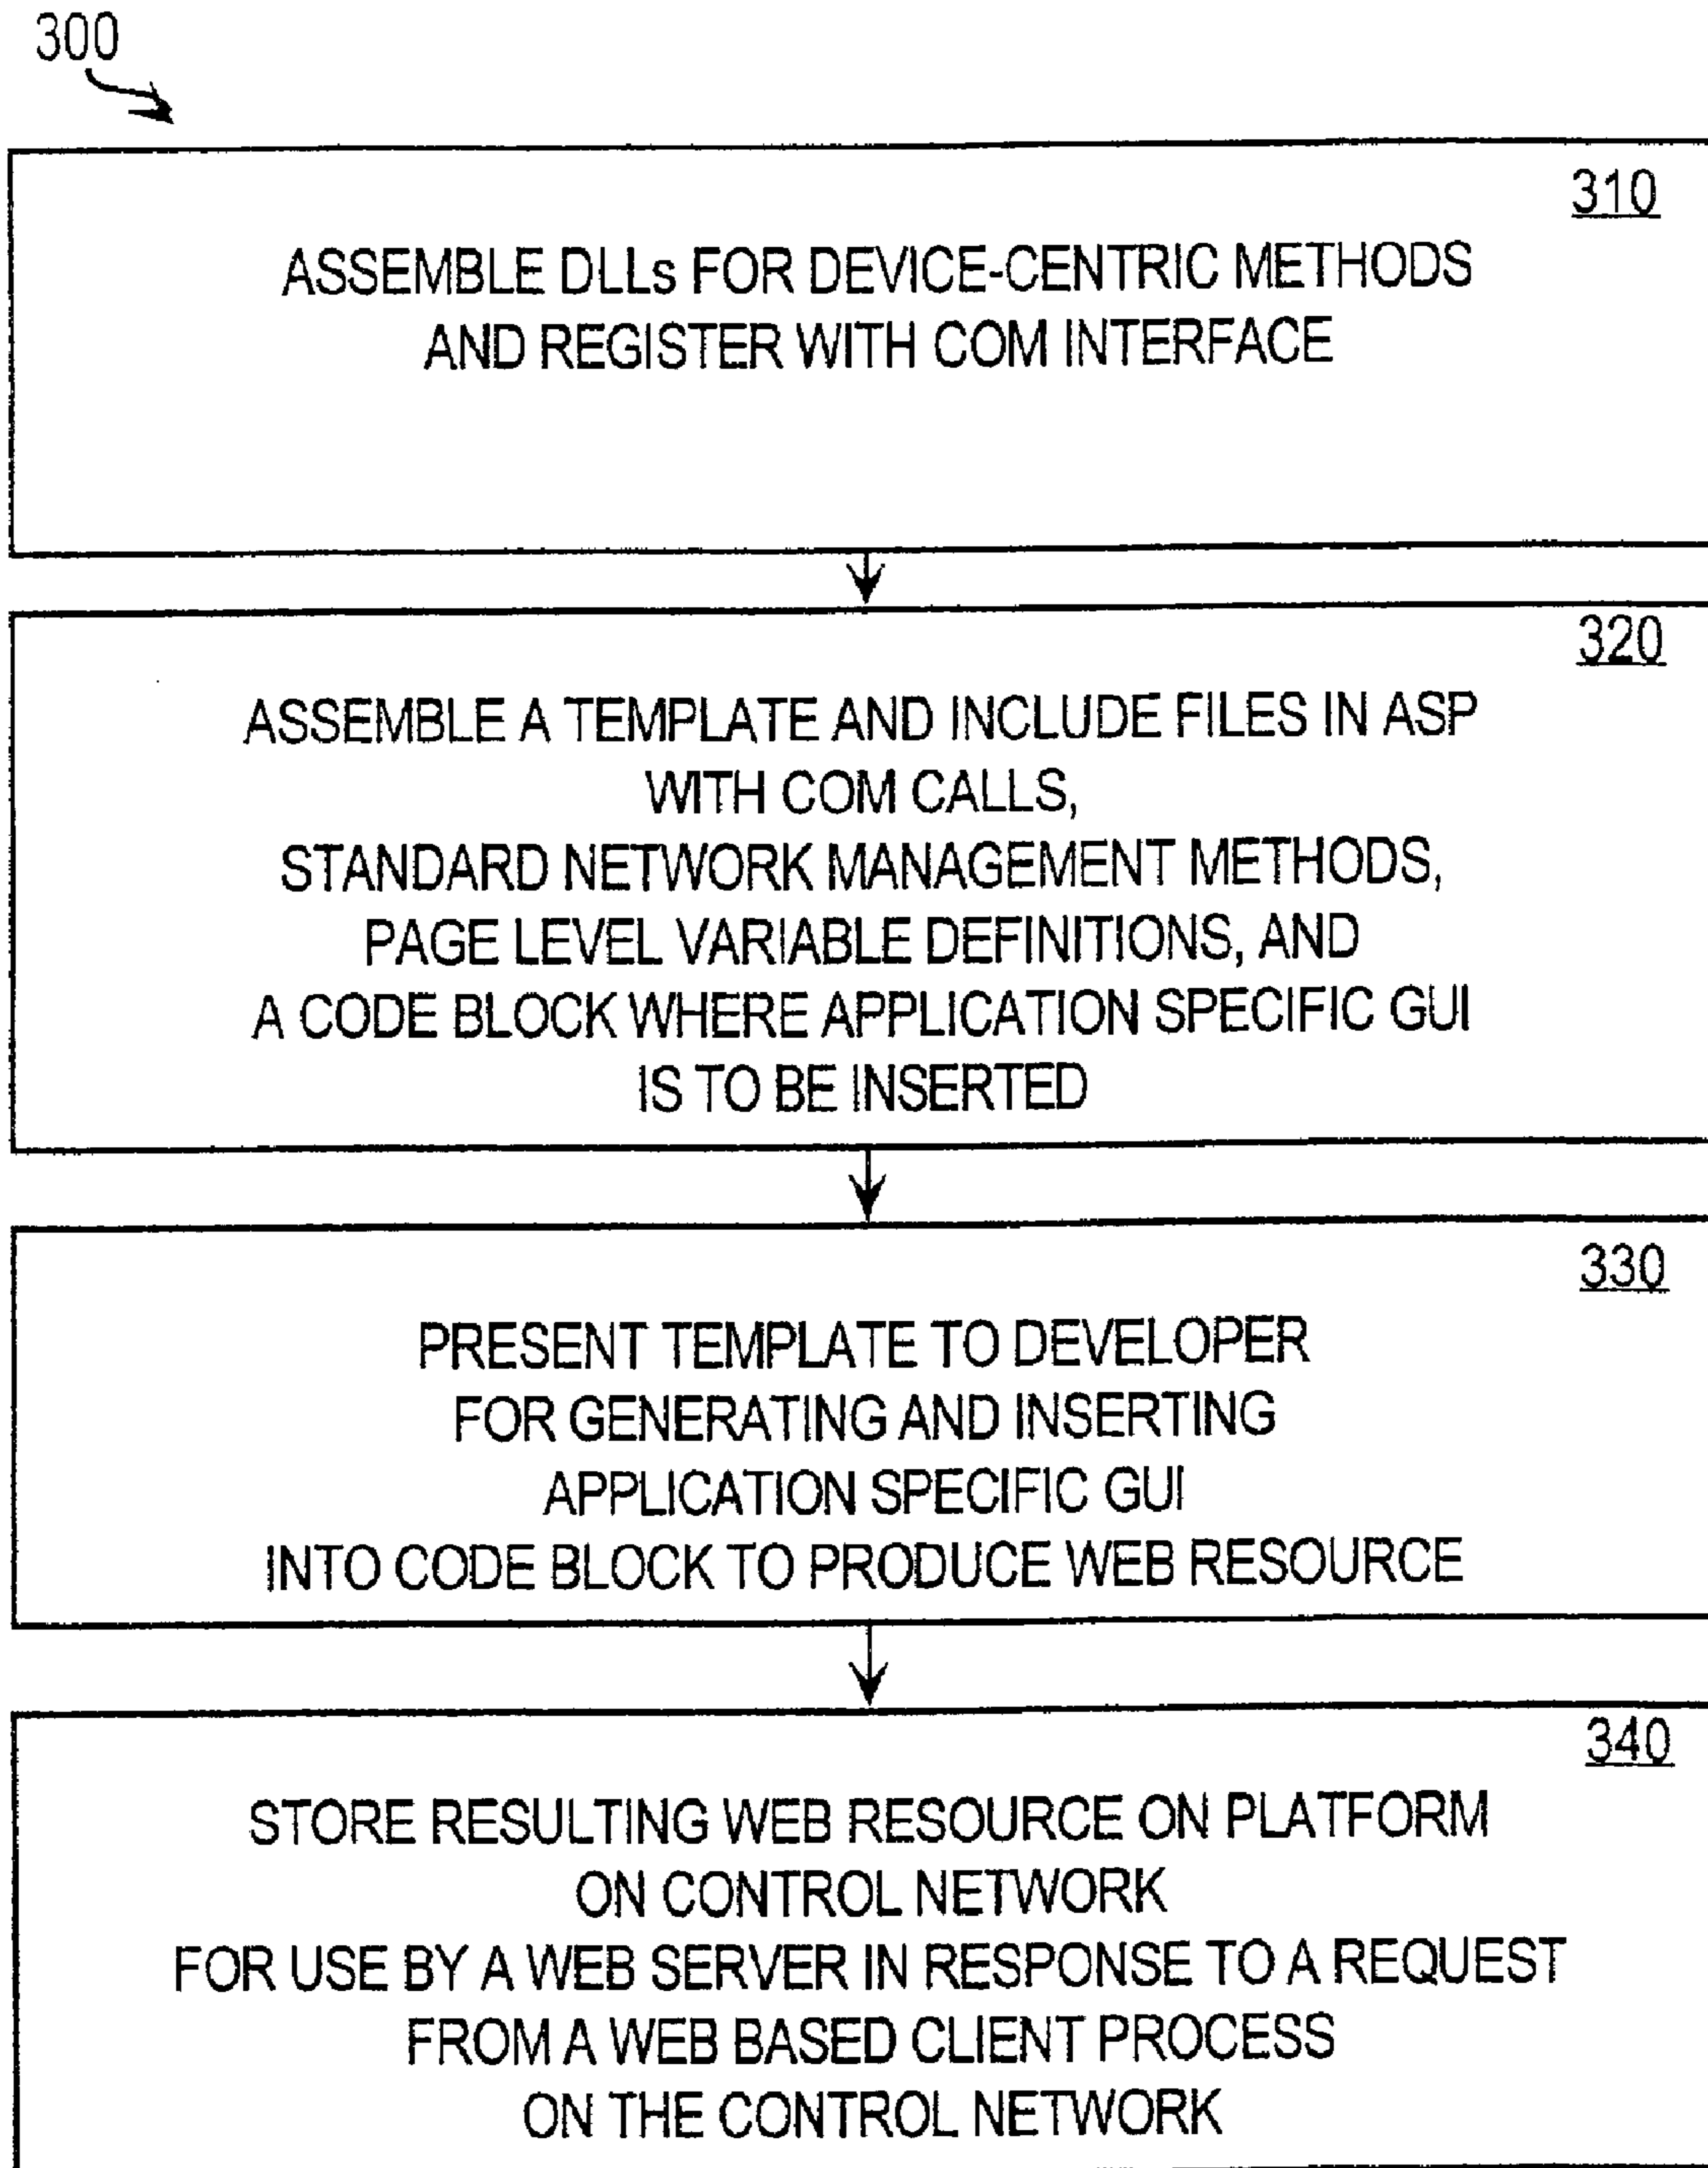 300
310
ASSEMBLE DLLs FOR DEVICE-CENTRIC METHODS
AND REGISTER WITH COM INTERFACE
320
ASSEMBLE A TEMPLATE AND INCLUDE FILES IN ASP
WITH COM CALLS,
STANDARD NETWORK MANAGEMENT METHODS,
PAGE LEVEL VARIABLE DEFINITIONS, AND
A CODE BLOCK WHERE APPLICATION SPECIFIC GUI
IS TO BE INSERTED
330
PRESENT TEMPLATE TO DEVELOPER
FOR GENERATING AND INSERTING
APPLICATION SPECIFIC GUI
INTO CODE BLOCK TO PRODUCE WEB RESOURCE
340
STORE RESULTING WEB RESOURCE ON PLATFORM
ON CONTROL NETWORK
FOR USE BY A WEB SERVER IN RESPONSE TO A REQUEST
FROM A WEB BASED CLIENT PROCESS
ON THE CONTROL NETWORK